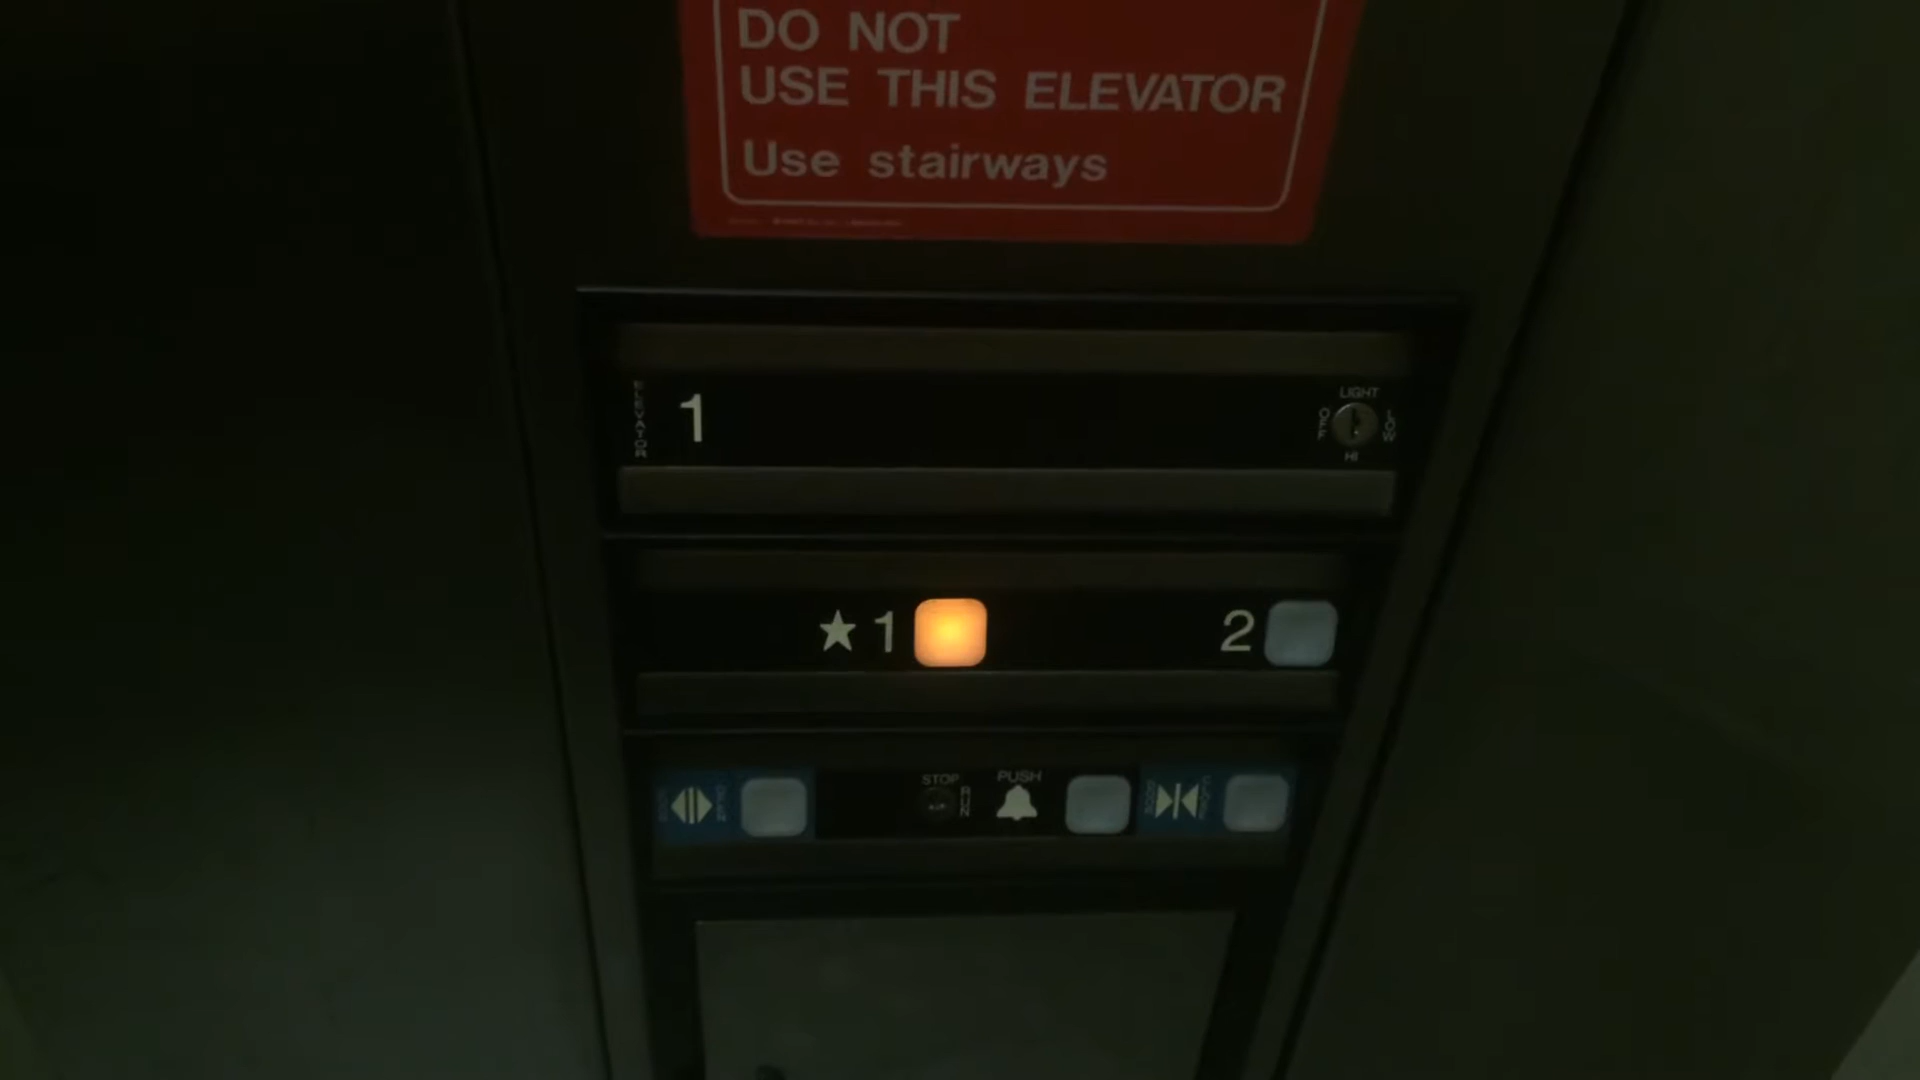 DO NOT
USE THIS ELEVATOR
Use stairways
ELEVATOR
1
LIGHT
OFF
LOW
HI
★ 1
2
STOP
RUN
PUSH